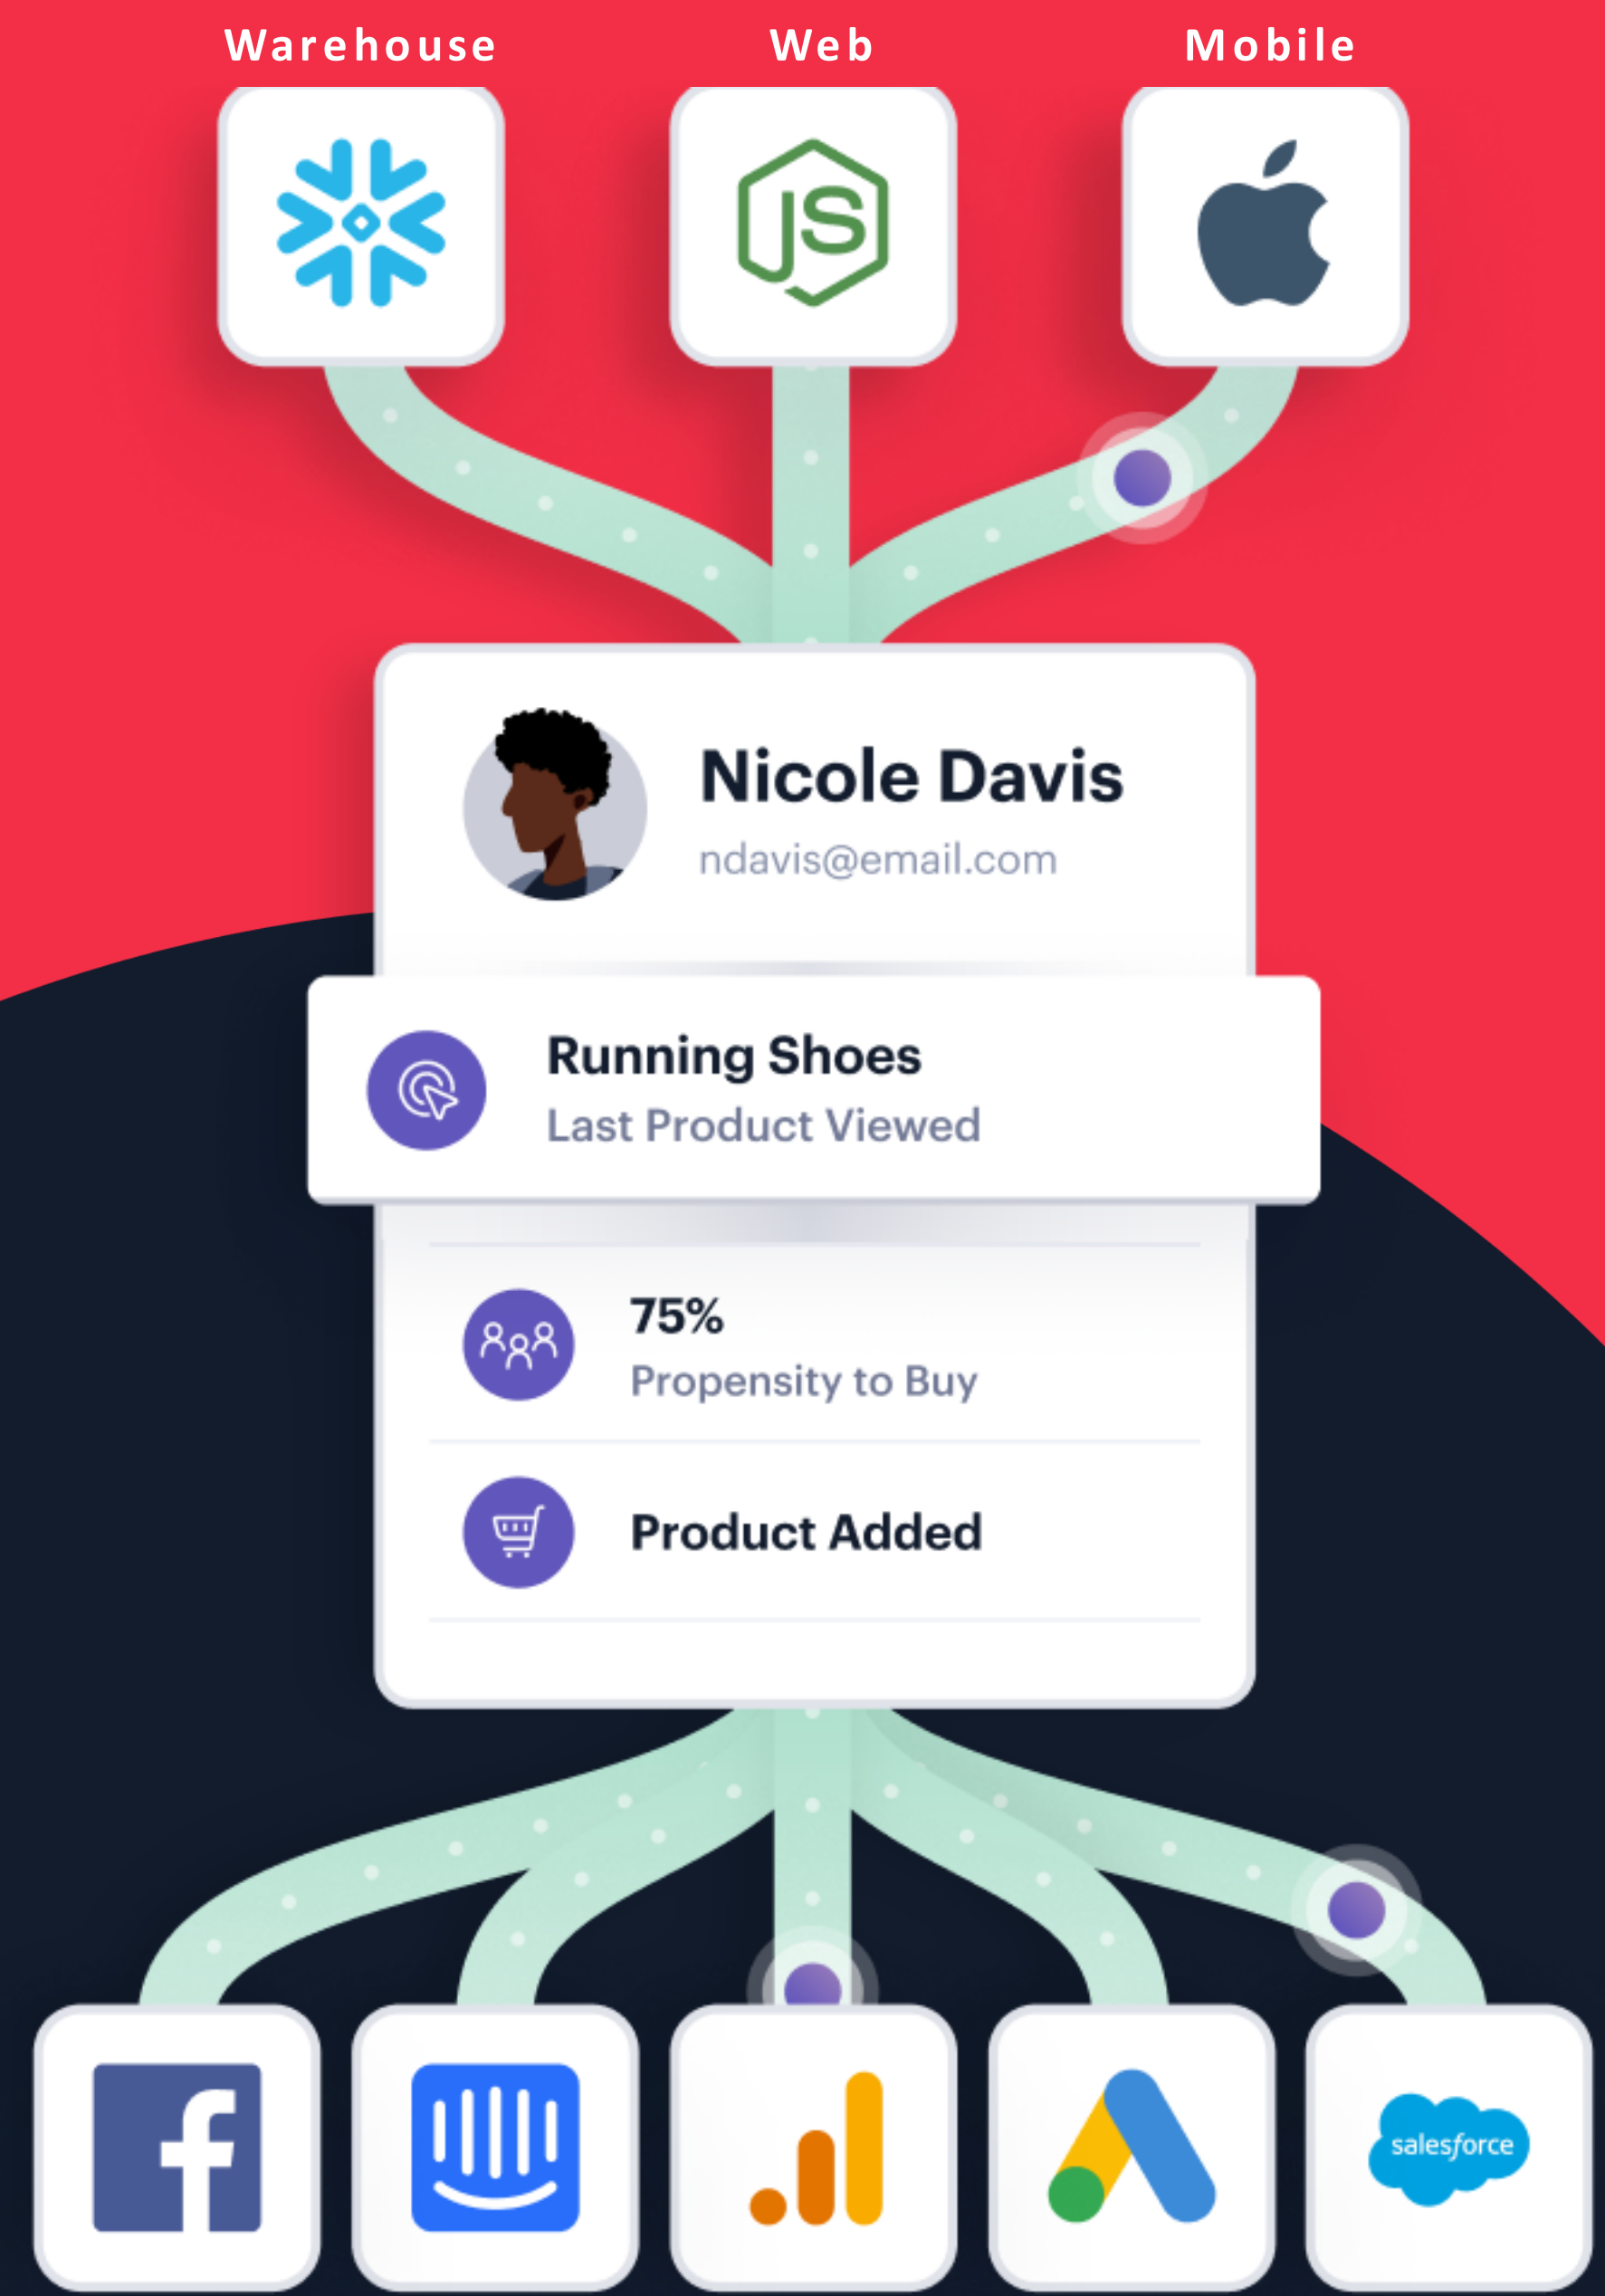 Warehouse Web Mobile
JS
Nicole Davis
ndavis@email.com
Running Shoes
Last Product Viewed
75%
Propensity to Buy
Product Added
f
salesforce